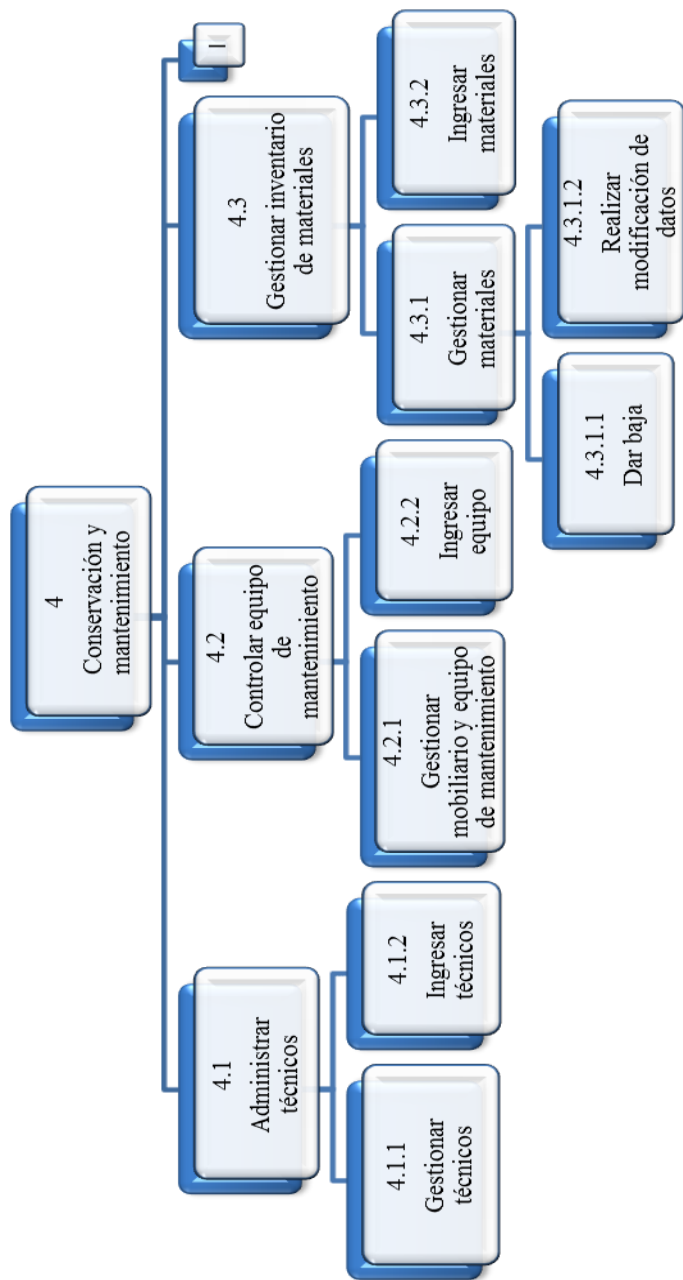 4
Conservación y
mantenimiento
4.1
Administrar
técnicos
4.2
Controlar equipo
de
mantenimiento
4.3
Gestionar inventario
de materiales
1
4.1.1
Gestionar
técnicos
4.1.2
Ingresar
técnicos
4.2.1
Gestionar
mobiliario y equipo
de mantenimiento
4.2.2
Ingresar
equipo
4.3.1
Gestionar
materiales
4.3.2
Ingresar
materiales
4.3.1.1
Dar baja
4.3.1.2
Realizar
modificación de
datos